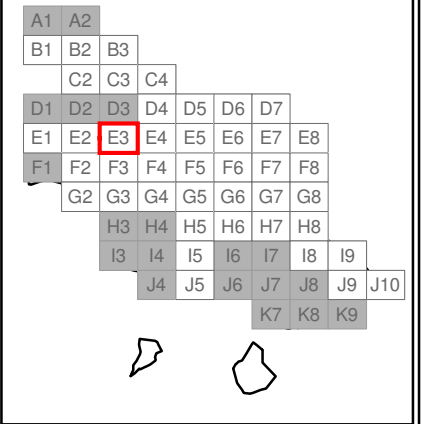 A1 A2
B1 B2 B3
C2 C3 C4
D1 D2 D3 D4 D5 D6 D7
E1 E2 E3 E4 E5 E6 E7 E8
F1 F2 F3 F4 F5 F6 F7 F8
G2 G3 G4 G5 G6 G7 G8
H3 H4 H5 H6 H7 H8
I3 I4 I5 I6 I7 I8 I9
J4 J5 J6 J7 J8 J9 J10
K7 K8 K9